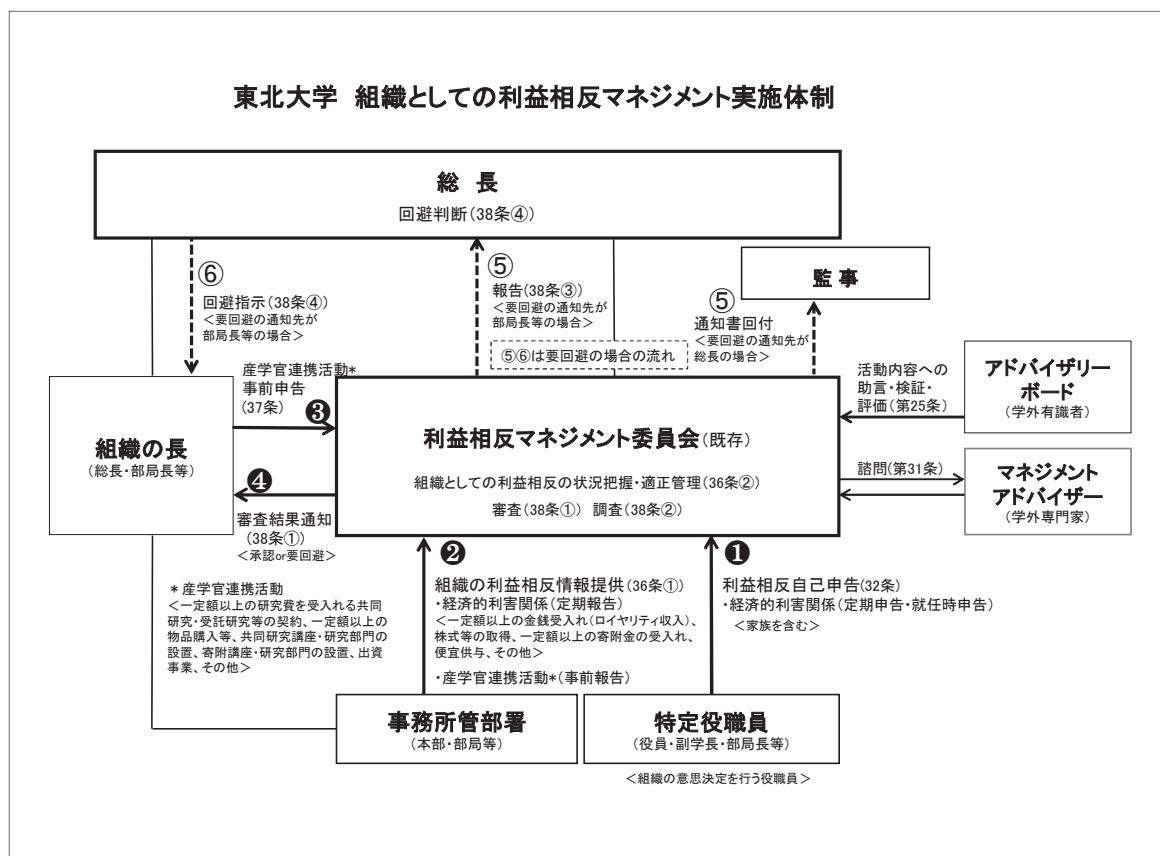 東北大学 組織としての利益相反マネジメント実施体制
総 長
回避判断(38条④)
⑥
回避指示(38条④)
<要回避の通知先が
部局長等の場合>
⑤
報告(38条③)
<要回避の通知先が
部局長等の場合>
監 事
⑤
通知書回付
<要回避の通知先が
総長の場合>
⑤⑥は要回避の場合の流れ
産学官連携活動*
事前申告
(37条)
❸
組織の長
(総長・部局長等)
❹
審査結果通知
(38条①)
<承認or要回避>
利益相反マネジメント委員会(既存)
組織としての利益相反の状況把握・適正管理(36条②)
審査(38条①) 調査(38条②)
活動内容への
助言・検証・
評価(第25条)
アドバイザリー
ボード
(学外有識者)
諮問(第31条)
マネジメント
アドバイザー
(学外専門家)
*産学官連携活動
<一定額以上の研究費を受入れる共同
研究・受託研究等の契約、一定額以上の
物品購入等、共同研究講座・研究部門の
設置、寄附講座・研究部門の設置、出資
事業、その他>
❷
組織の利益相反情報提供(36条①)
・経済的利害関係(定期報告)
<一定額以上の金銭受入れ(ロイヤリティ収入)、
株式等の取得、一定額以上の寄附金の受入れ、
便宜供与、その他>
・産学官連携活動*(事前報告)
❶
利益相反自己申告(32条)
・経済的利害関係(定期申告・就任時申告)
<家族を含む>
事務所管部署
(本部・部局等)
特定役職員
(役員・副学長・部局長等)
<組織の意思決定を行う役職員>